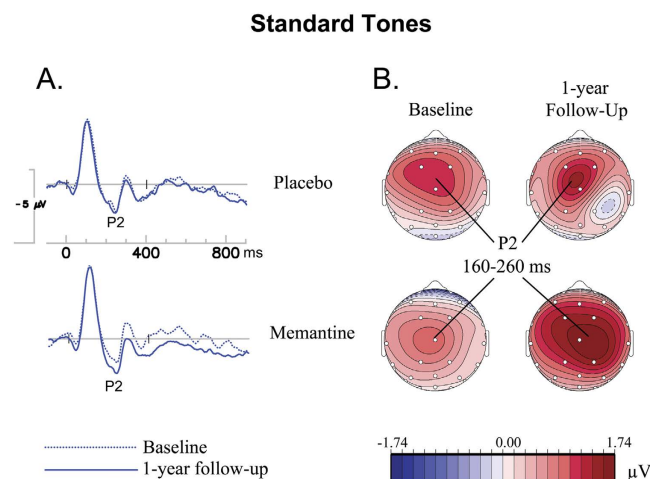 Standard Tones
A.
B.
Baseline
1-year
Follow-Up
Placebo
-5 μV
P2
0 400 800 ms
P2
160-260 ms
Memantine
P2
Baseline
1-year follow-up
-1.74 0.00 1.74
μV